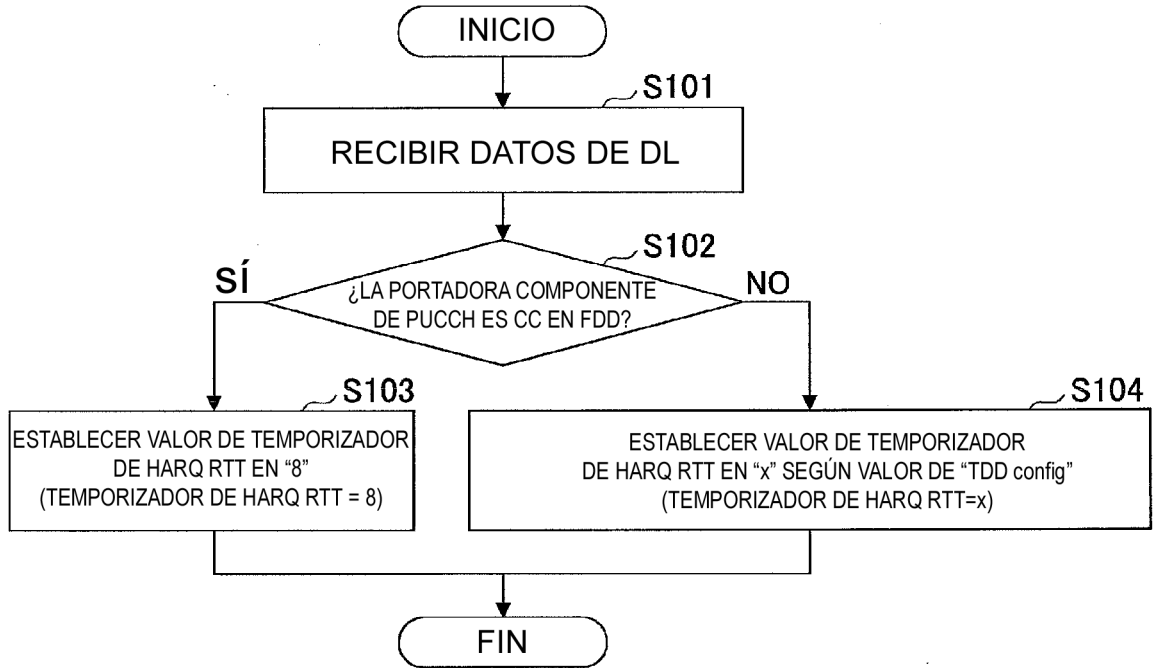 INICIO
S101
RECIBIR DATOS DE DL
S102
SÍ
¿LA PORTADORA COMPONENTE
DE PUCCH ES CC EN FDD?
NO
S103
ESTABLECER VALOR DE TEMPORIZADOR
DE HARQ RTT EN “8”
(TEMPORIZADOR DE HARQ RTT = 8)
S104
ESTABLECER VALOR DE TEMPORIZADOR
DE HARQ RTT EN “x” SEGÚN VALOR DE “TDD config”
(TEMPORIZADOR DE HARQ RTT=x)
FIN